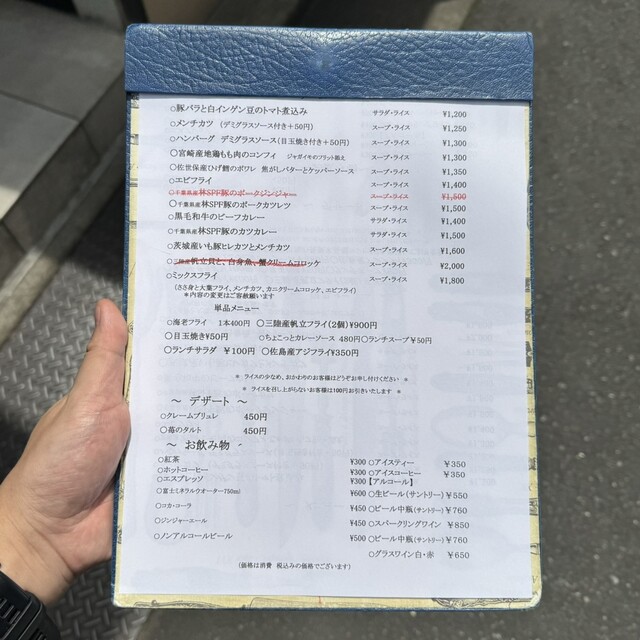 ○豚バラと白インゲン豆のトマト煮込み サラダ・ライス ¥1,200
○メンチカツ (デミグラスソース付き＋50円) スープ・ライス ¥1,250
○ハンバーグ デミグラスソース(目玉焼き付き＋50円) スープ・ライス ¥1,300
○宮崎産地鶏もも肉のコンフィ ジャガイモのフリット添え スープ・ライス ¥1,300
○佐世保産ひげ鱈のポワレ 焦がしバターとケッパーソース スープ・ライス ¥1,350
○エビフライ スープ・ライス ¥1,400
○千葉県産林SPF豚のポークジンジャー スープ・ライス ¥1,500
○千葉県産林SPF豚のポークカツレツ スープ・ライス ¥1,500
○黒毛和牛のビーフカレー サラダ・ライス ¥1,400
○千葉県産林SPF豚のカツカレー サラダ・ライス ¥1,500
○茨城産いも豚ヒレカツとメンチカツ スープ・ライス ¥1,600
帆立貝と、白身魚、蟹クリームコロッケ スープ・ライス ¥2,000
○ミックスフライ スープ・ライス ¥1,800
(ささ身と大葉フライ、メンチカツ、カニクリームコロッケ、エビフライ)
＊内容の変更はご容赦願います
単品メニュー
○海老フライ 1本400円 ○三陸産帆立フライ(2個)¥900円
○目玉焼き¥50円 ○ちょこっとカレーソース 480円○ランチスープ￥50円
○ランチサラダ ￥100円 ○佐島産アジフライ¥350円
＊ ライスの少なめ、おかわりのお客様はどうぞお申し付けください ＊
＊ ライスを召し上がらないお客様は100円お引きいたします ＊
～ デザート ～
○クレームブリュレ 450円
○苺のタルト 450円
～ お飲み物 ~
○紅茶 ¥300 ○アイスティー ￥350
○ホットコーヒー ¥300 ○アイスコーヒー ￥350
○エスプレッソ ¥300 【アルコール】
○富士ミネラルウオーター750m) ¥600 ○生ビール(サントリー) ￥550
○コカ・コーラ ¥450 ○ビール中瓶(サントリー) ￥760
○ジンジャーエール ¥450 ○スパークリングワイン ￥850
○ノンアルコールビール ¥500 ○ビール中瓶(サントリー) ￥760
○グラスワイン白・赤 ￥650
(価格は消費 税込みの価格でございます)